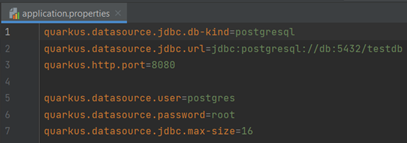 application.properties
1 quarkus.datasource.jdbc.db-kind=postgresql
2 quarkus.datasource.jdbc.url=jdbc:postgresql://db:5432/testdb
3 quarkus.http.port=8080
4
5 quarkus.datasource.user=postgres
6 quarkus.datasource.password=root
7 quarkus.datasource.jdbc.max-size=16